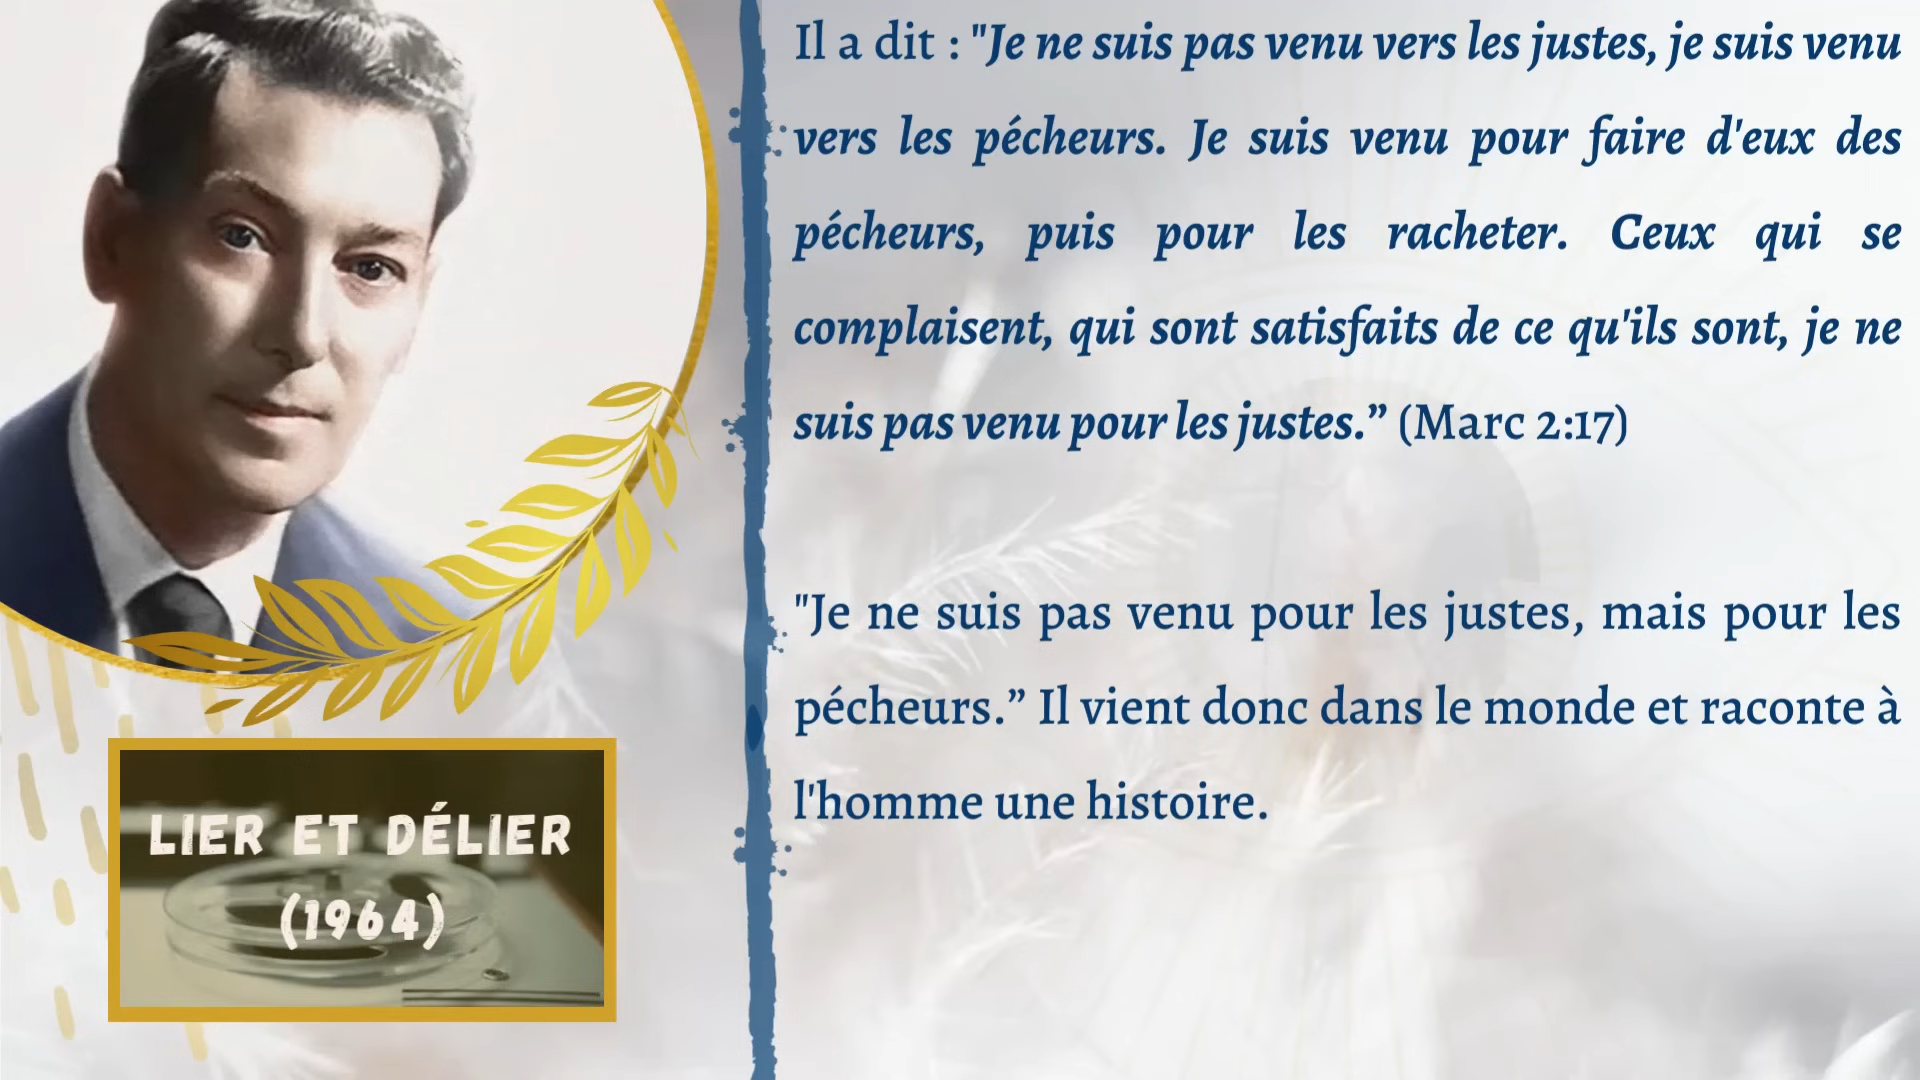 Il a dit : "Je ne suis pas venu vers les justes, je suis venu
vers les pécheurs. Je suis venu pour faire d'eux des
pécheurs, puis pour les racheter. Ceux qui se
complaisent, qui sont satisfaits de ce qu'ils sont, je ne
suis pas venu pour les justes.” (Marc 2:17)
"Je ne suis pas venu pour les justes, mais pour les
pécheurs.” Il vient donc dans le monde et raconte à
l'homme une histoire.
LIER ET DÉLIER
(1964)